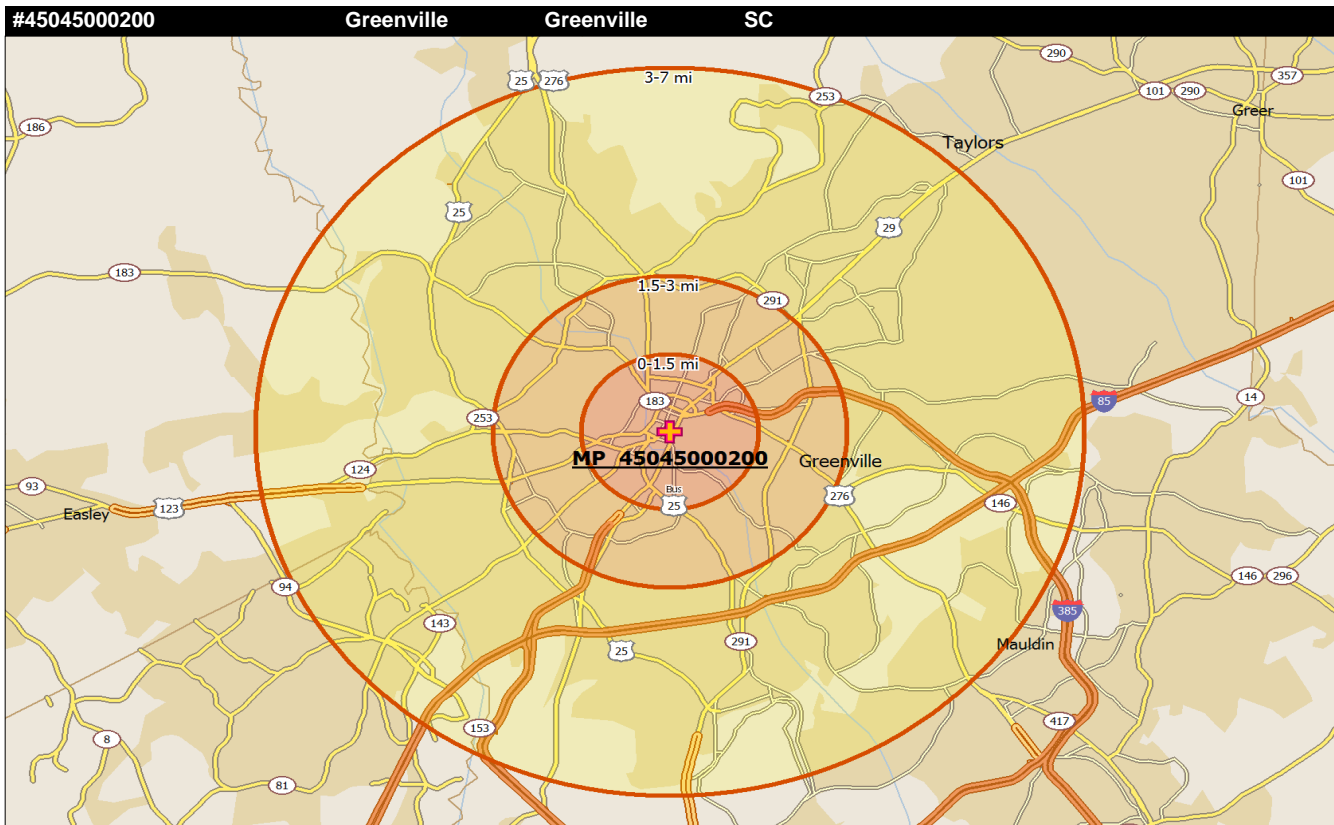 #45045000200 Greenville Greenville SC
3-7 mi
25 276
290
357
253
101 290
Greer
186
Taylors
101
25
29
183
1.5-3 mi
291
0-1.5 mi
183
85
14
253
MP 45045000200
Greenville
124
93
Bus
25
276
146
123
Easley
94
146 296
385
143
291
Mauldin
25
417
153
8
81